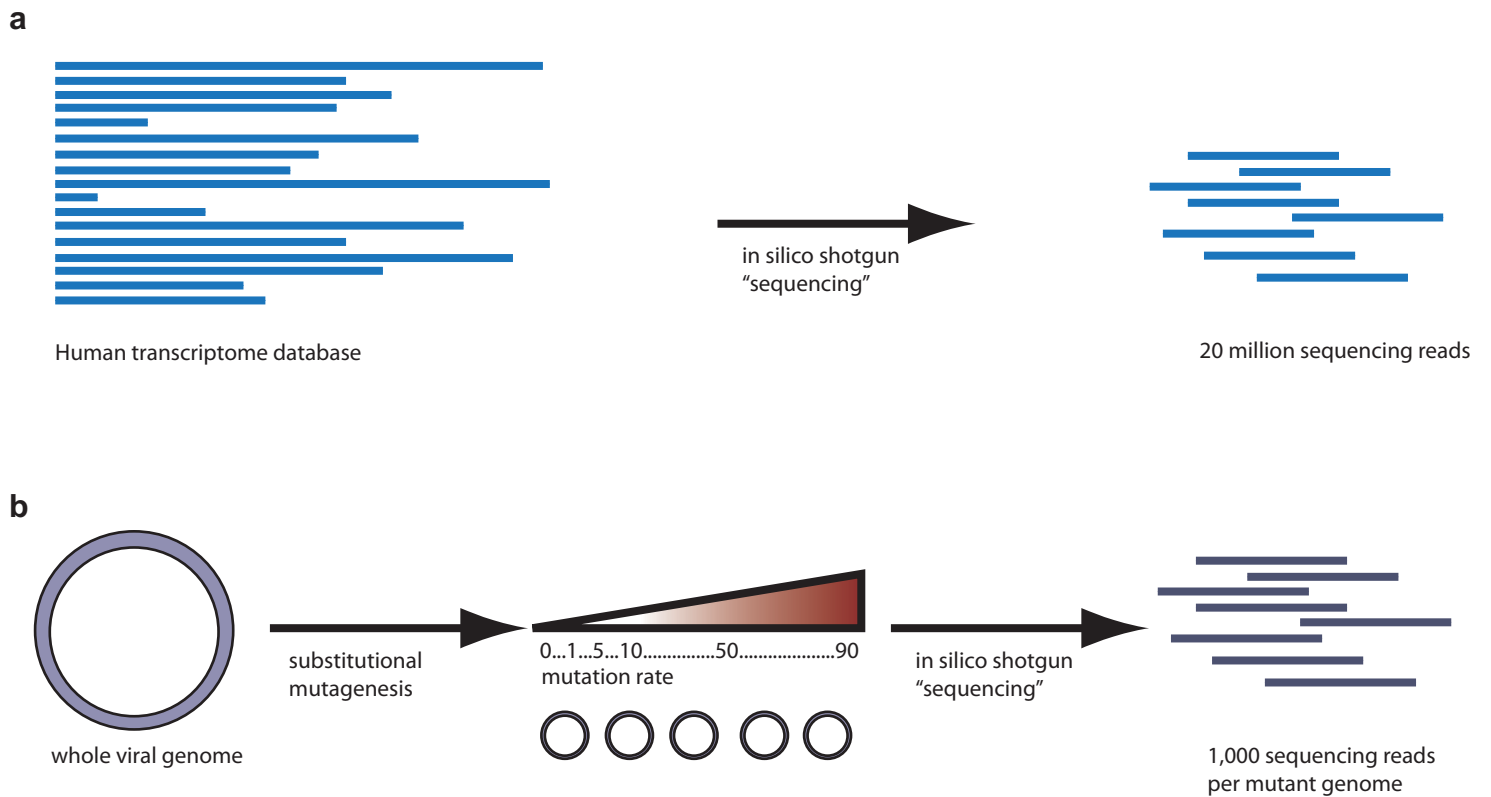 a
in silico shotgun
“sequencing”
Human transcriptome database
20 million sequencing reads
b
substitutional
mutagenesis
0...1...5...10...............50...................90
mutation rate
in silico shotgun
“sequencing”
whole viral genome
1,000 sequencing reads
per mutant genome